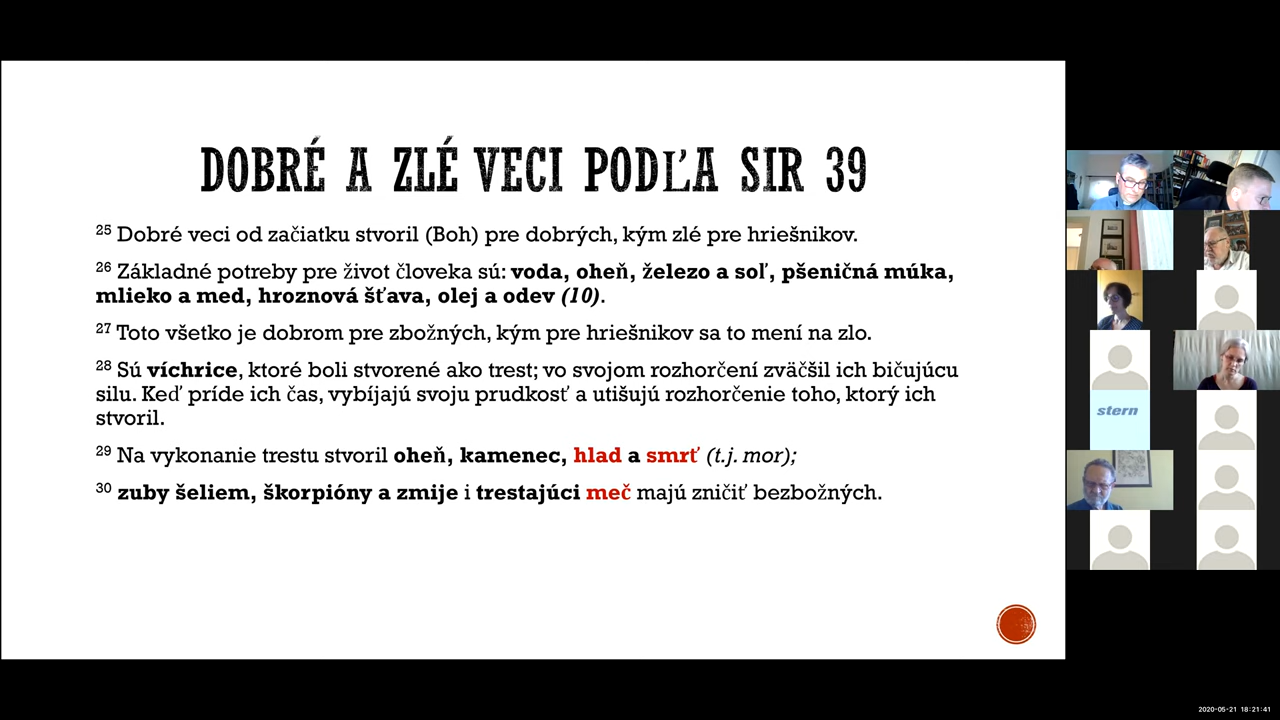 DOBRÉ A ZLÉ VECI PODĽA SIR 39
25 Dobré veci od začiatku stvoril (Boh) pre dobrých, kým zlé pre hriešnikov.
26 Základné potreby pre život človeka sú: voda, oheň, železo a soľ, pšeničná múka,
mlieko a med, hroznová šťava, olej a odev (10).
27 Toto všetko je dobrom pre zbožných, kým pre hriešnikov sa to mení na zlo.
28 Sú víchrice, ktoré boli stvorené ako trest; vo svojom rozhorčení zväčšil ich bičujúcu
silu. Keď príde ich čas, vybíjajú svoju prudkosť a utišujú rozhorčenie toho, ktorý ich
stvoril.
29 Na vykonanie trestu stvoril oheň, kamenec, hlad a smrť (t.j. mor);
30 zuby šeliem, škorpióny a zmije i trestajúci meč majú zničiť bezbožných.
stern
2020-05-21 18:21:41